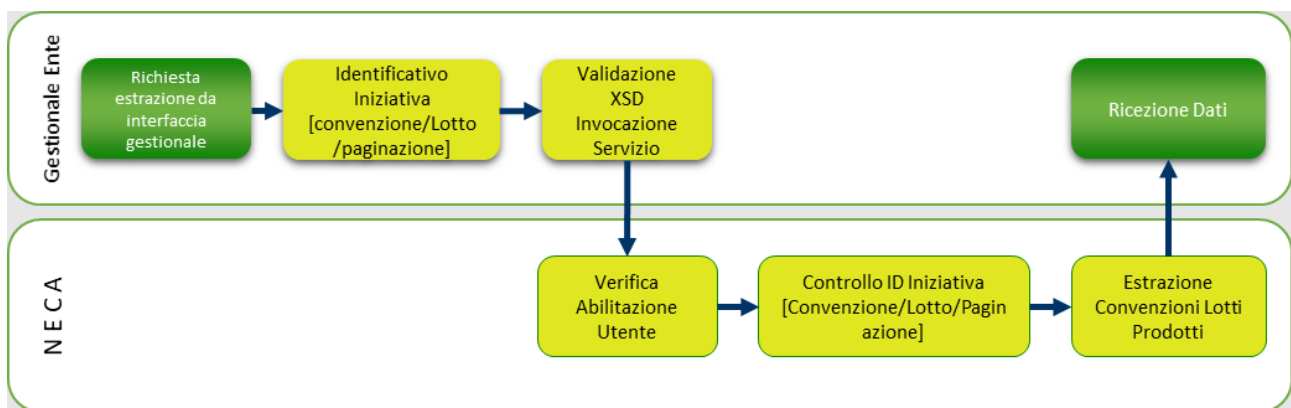 Gestionale Ente
Richiesta
estrazione da
interfaccia
gestionale
Identificativo
Iniziativa
[convenzione/Lotto
/paginazione]
Validazione
XSD
Invocazione
Servizio
Ricezione Dati
N E C A
Verifica
Abilitazione
Utente
Controllo ID Iniziativa
[Convenzione/Lotto/Pagin
azione]
Estrazione
Convenzioni Lotti
Prodotti